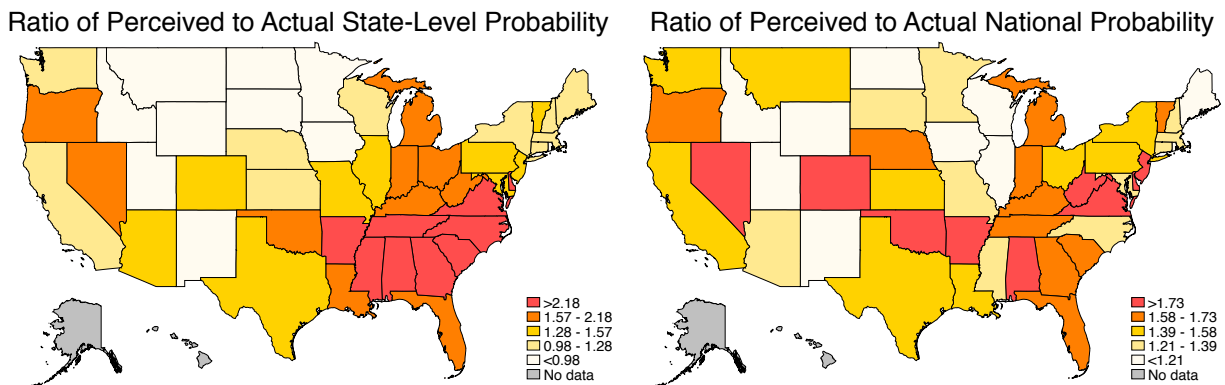 Ratio of Perceived to Actual State-Level Probability
>2.18
1.57 - 2.18
1.28 - 1.57
0.98 - 1.28
<0.98
No data
Ratio of Perceived to Actual National Probability
>1.73
1.58 - 1.73
1.39 - 1.58
1.21 - 1.39
<1.21
No data